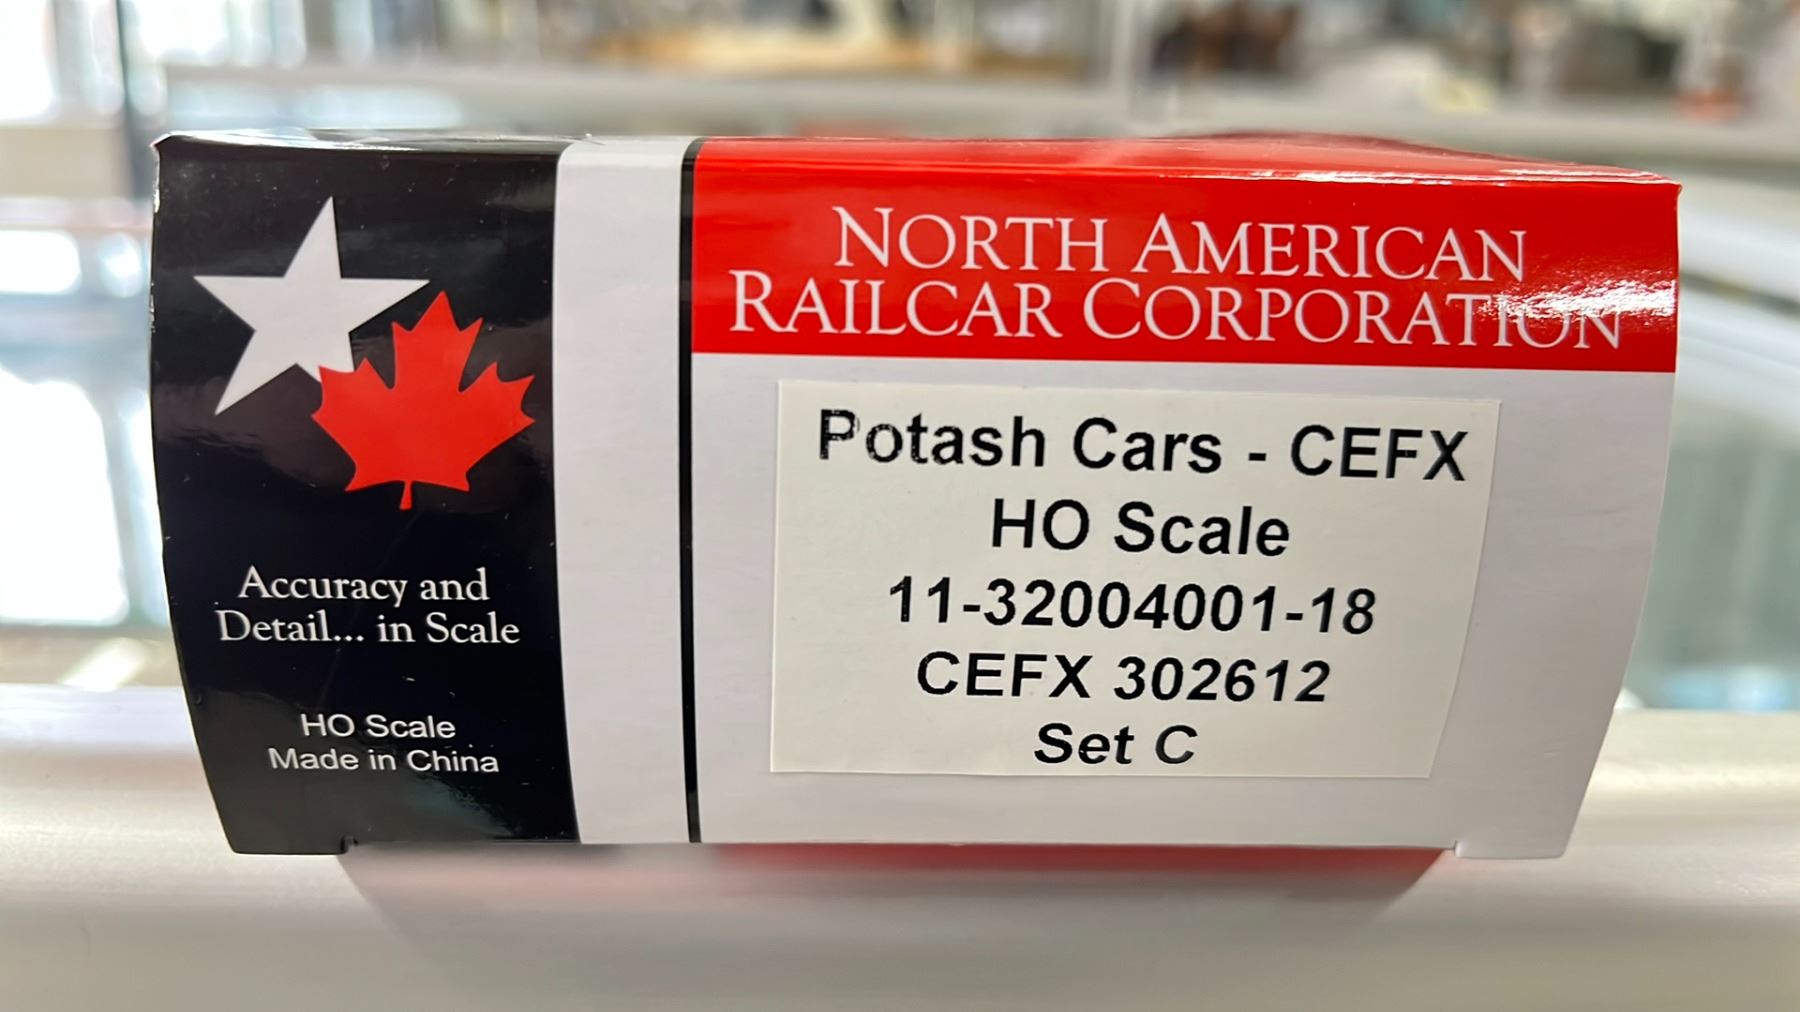 Accuracy and
Detail... in Scale
HO Scale
Made in China
NORTH AMERICAN
RAILCAR CORPORATION
Potash Cars - CEFX
HO Scale
11-32004001-18
CEFX 302612
Set C